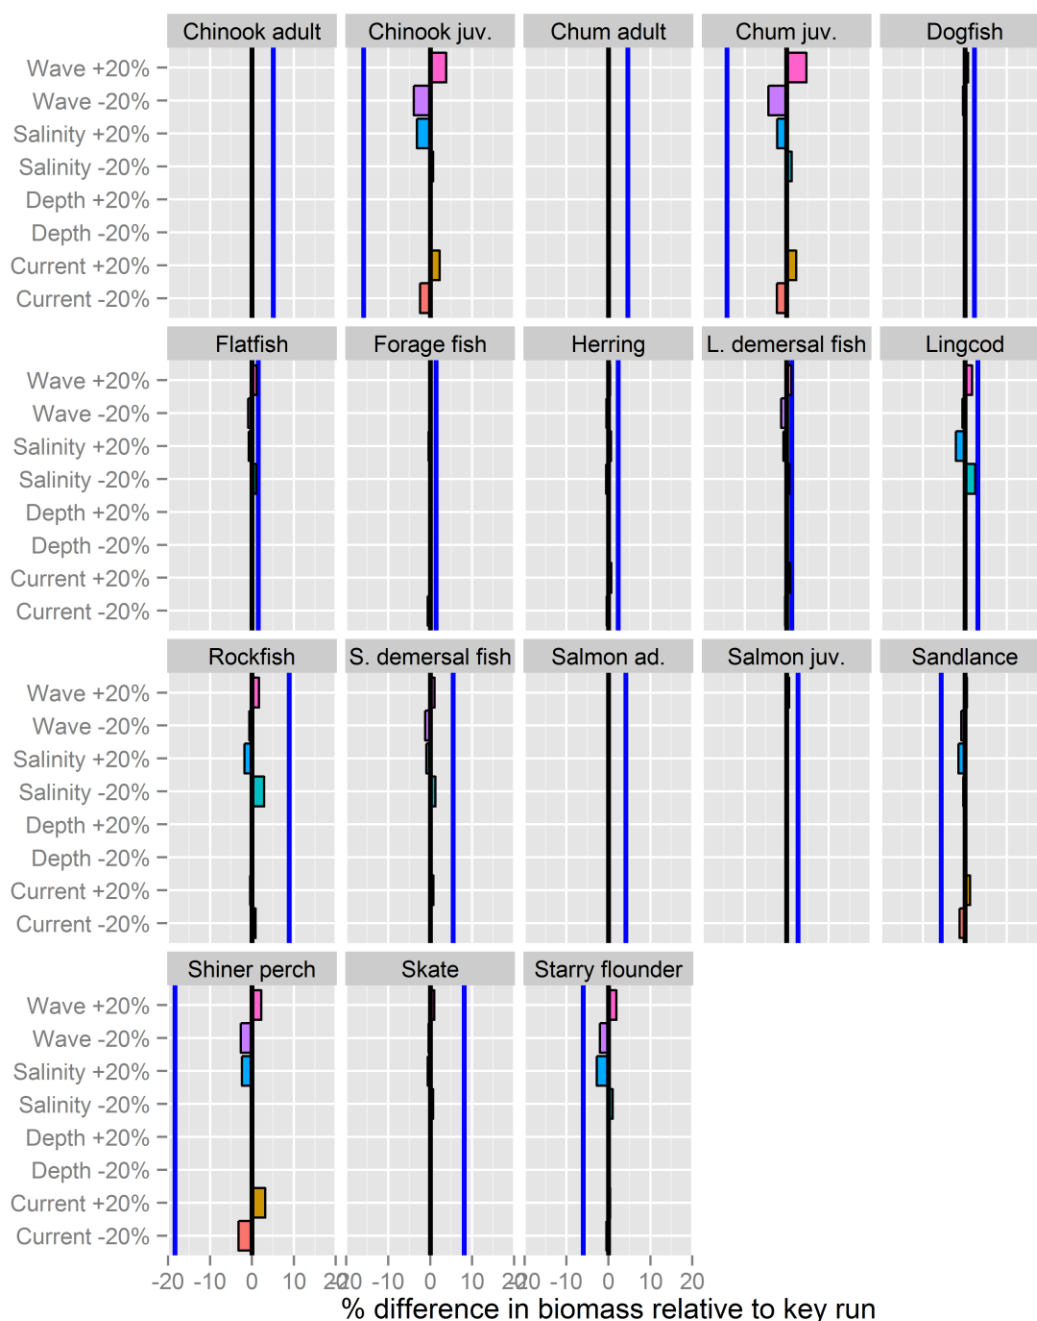 Chinook adult Chinook juv. Chum adult Chum juv. Dogfish
Wave +20%
Wave -20%
Salinity +20%
Salinity -20%
Depth +20%
Depth -20%
Current +20%
Current -20%
Flatfish Forage fish Herring L. demersal fish Lingcod
Wave +20%
Wave -20%
Salinity +20%
Salinity -20%
Depth +20%
Depth -20%
Current +20%
Current -20%
Rockfish S. demersal fish Salmon ad. Salmon juv. Sandlance
Wave +20%
Wave -20%
Salinity +20%
Salinity -20%
Depth +20%
Depth -20%
Current +20%
Current -20%
Shiner perch Skate Starry flounder
Wave +20%
Wave -20%
Salinity +20%
Salinity -20%
Depth +20%
Depth -20%
Current +20%
Current -20%
-20 -10 0 10 20 -20 -10 0 10 20 -20 -10 0 10 20
% difference in biomass relative to key run